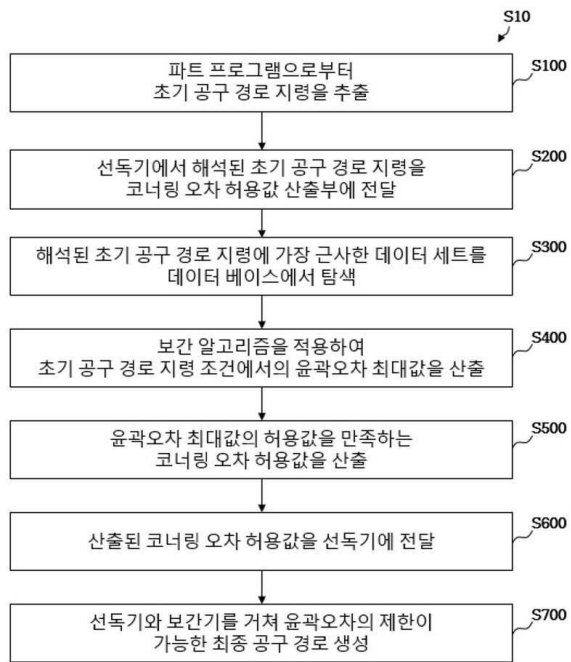 S10
파트 프로그램으로부터
초기 공구 경로 지령을 추출
S100
선독기에서 해석된 초기 공구 경로 지령을
코너링 오차 허용값 산출부에 전달
S200
해석된 초기 공구 경로 지령에 가장 근사한 데이터 세트를
데이터 베이스에서 탐색
S300
보간 알고리즘을 적용하여
초기 공구 경로 지령 조건에서의 윤곽오차 최대값을 산출
S400
윤곽오차 최대값의 허용값을 만족하는
코너링 오차 허용값을 산출
S500
산출된 코너링 오차 허용값을 선독기에 전달
S600
선독기와 보간기를 거쳐 윤곽오차의 제한이
가능한 최종 공구 경로 생성
S700